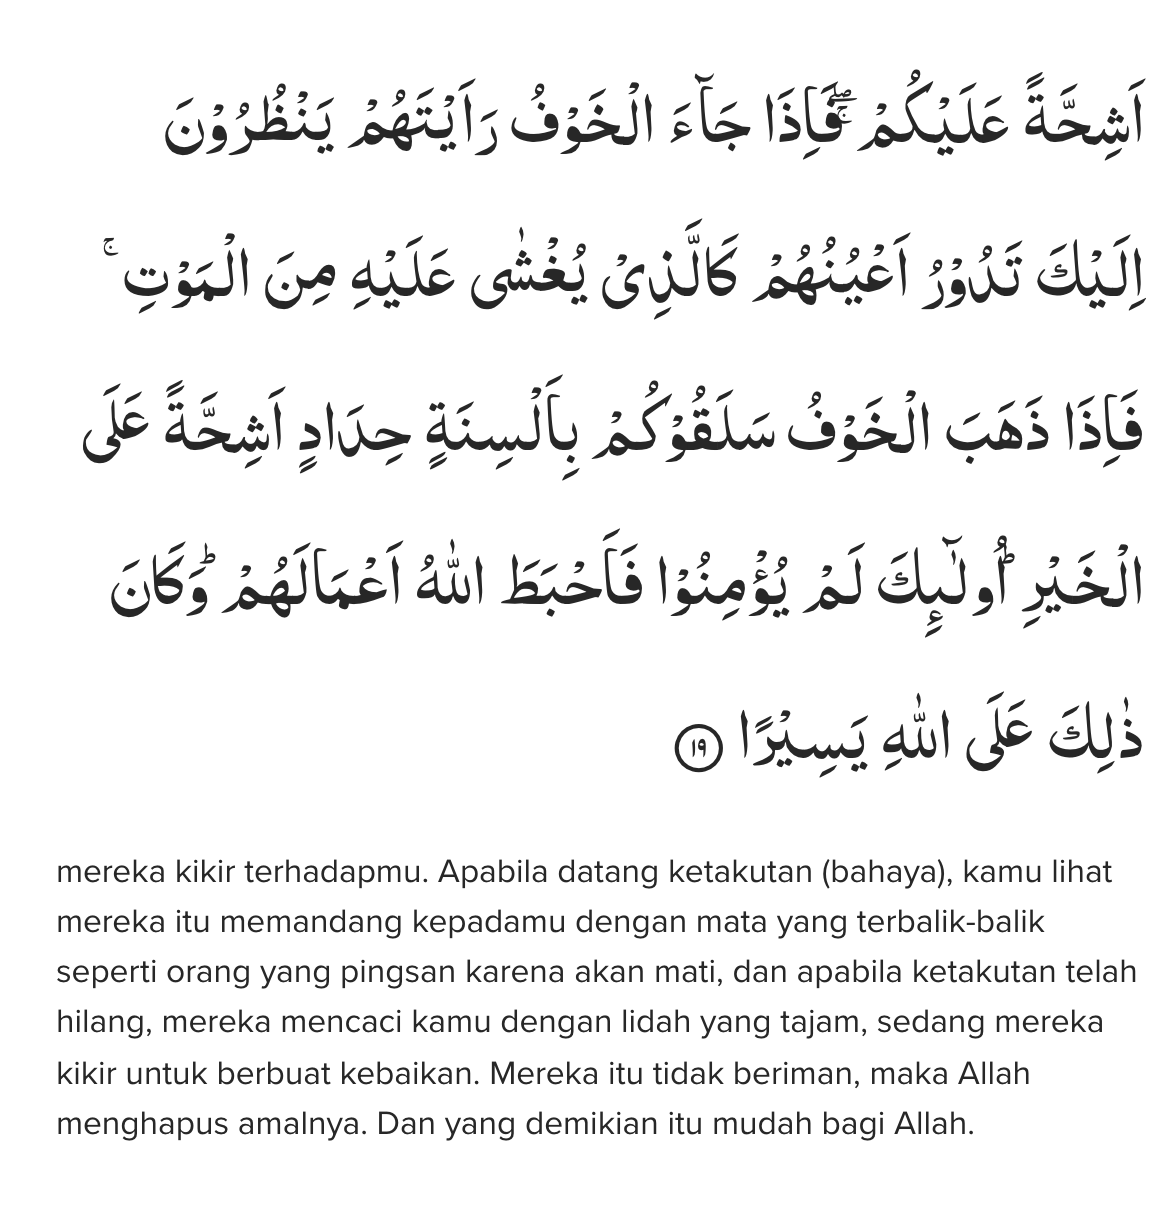 اَشِحَّةً عَلَيْكُمْ ۖۚ فَاِذَا جَاۤءَ الْخَوْفُ رَاَيْتَهُمْ يَنْظُرُوْنَ
اِلَيْكَ تَدُوْرُ اَعْيُنُهُمْ كَالَّذِيْ يُغْشٰى عَلَيْهِ مِنَ الْمَوْتِۚ
فَاِذَا ذَهَبَ الْخَوْفُ سَلَقُوْكُمْ بِاَلْسِنَةٍ حِدَادٍ اَشِحَّةً عَلَى
الْخَيْرِۗ اُولٰۤىِٕكَ لَمْ يُؤْمِنُوْا فَاَحْبَطَ اللّٰهُ اَعْمَالَهُمْۗ وَكَانَ
ذٰلِكَ عَلَى اللّٰهِ يَسِيْرًا ١٩
mereka kikir terhadapmu. Apabila datang ketakutan (bahaya), kamu lihat
mereka itu memandang kepadamu dengan mata yang terbalik-balik
seperti orang yang pingsan karena akan mati, dan apabila ketakutan telah
hilang, mereka mencaci kamu dengan lidah yang tajam, sedang mereka
kikir untuk berbuat kebaikan. Mereka itu tidak beriman, maka Allah
menghapus amalnya. Dan yang demikian itu mudah bagi Allah.